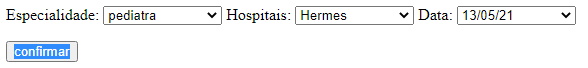 Especialidade: pediatra Hospitais: Hermes Data: 13/05/21
confirmar